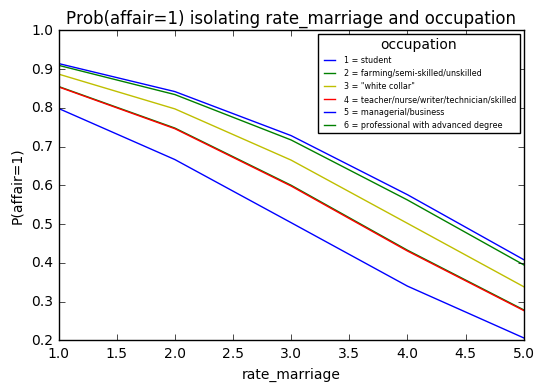 Prob(affair=1) isolating rate_marriage and occupation
1.0
0.9
0.8
0.7
0.6
0.5
0.4
0.3
0.2
P(affair=1)
occupation
1 = student
2 = farming/semi-skilled/unskilled
3 = "white collar"
4 = teacher/nurse/writer/technician/skilled
5 = managerial/business
6 = professional with advanced degree
1.0 1.5 2.0 2.5 3.0 3.5 4.0 4.5 5.0
rate_marriage